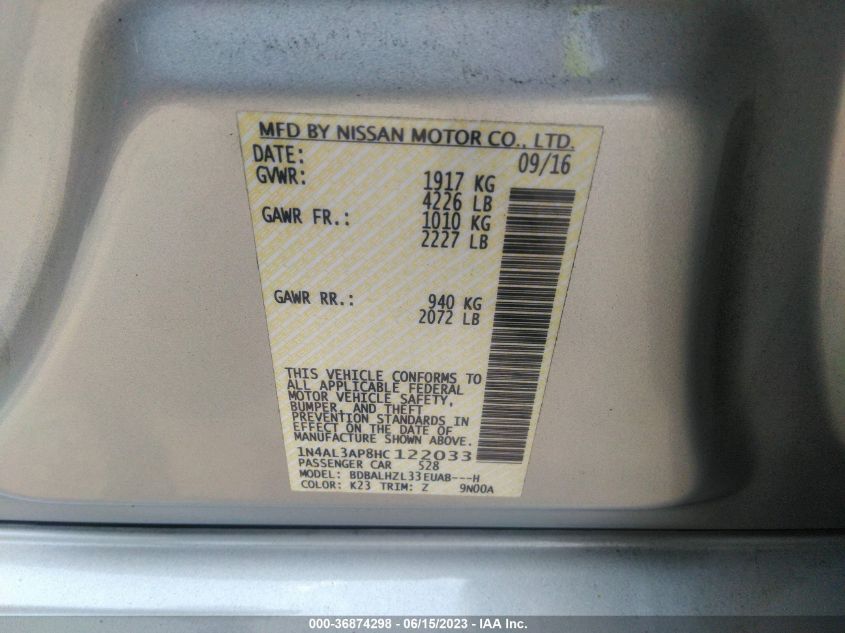 MFD BY NISSAN MOTOR CO., LTD.
DATE: 09/16
GVWR: 1917 KG
4226 LB
GAWR FR.: 1010 KG
2227 LB
GAWR RR.: 940 KG
2072 LB
THIS VEHICLE CONFORMS TO
ALL APPLICABLE FEDERAL
MOTOR VEHICLE SAFETY,
BUMPER, AND THEFT
PREVENTION STANDARDS IN
EFFECT ON THE DATE OF
MANUFACTURE SHOWN ABOVE.
1N4AL3AP8HC122033
PASSENGER CAR 528
MODEL: BDBALHZL33EUAB---H
COLOR: K23 TRIM: Z 9N00A
000-36874298 - 06/15/2023 - IAA Inc.